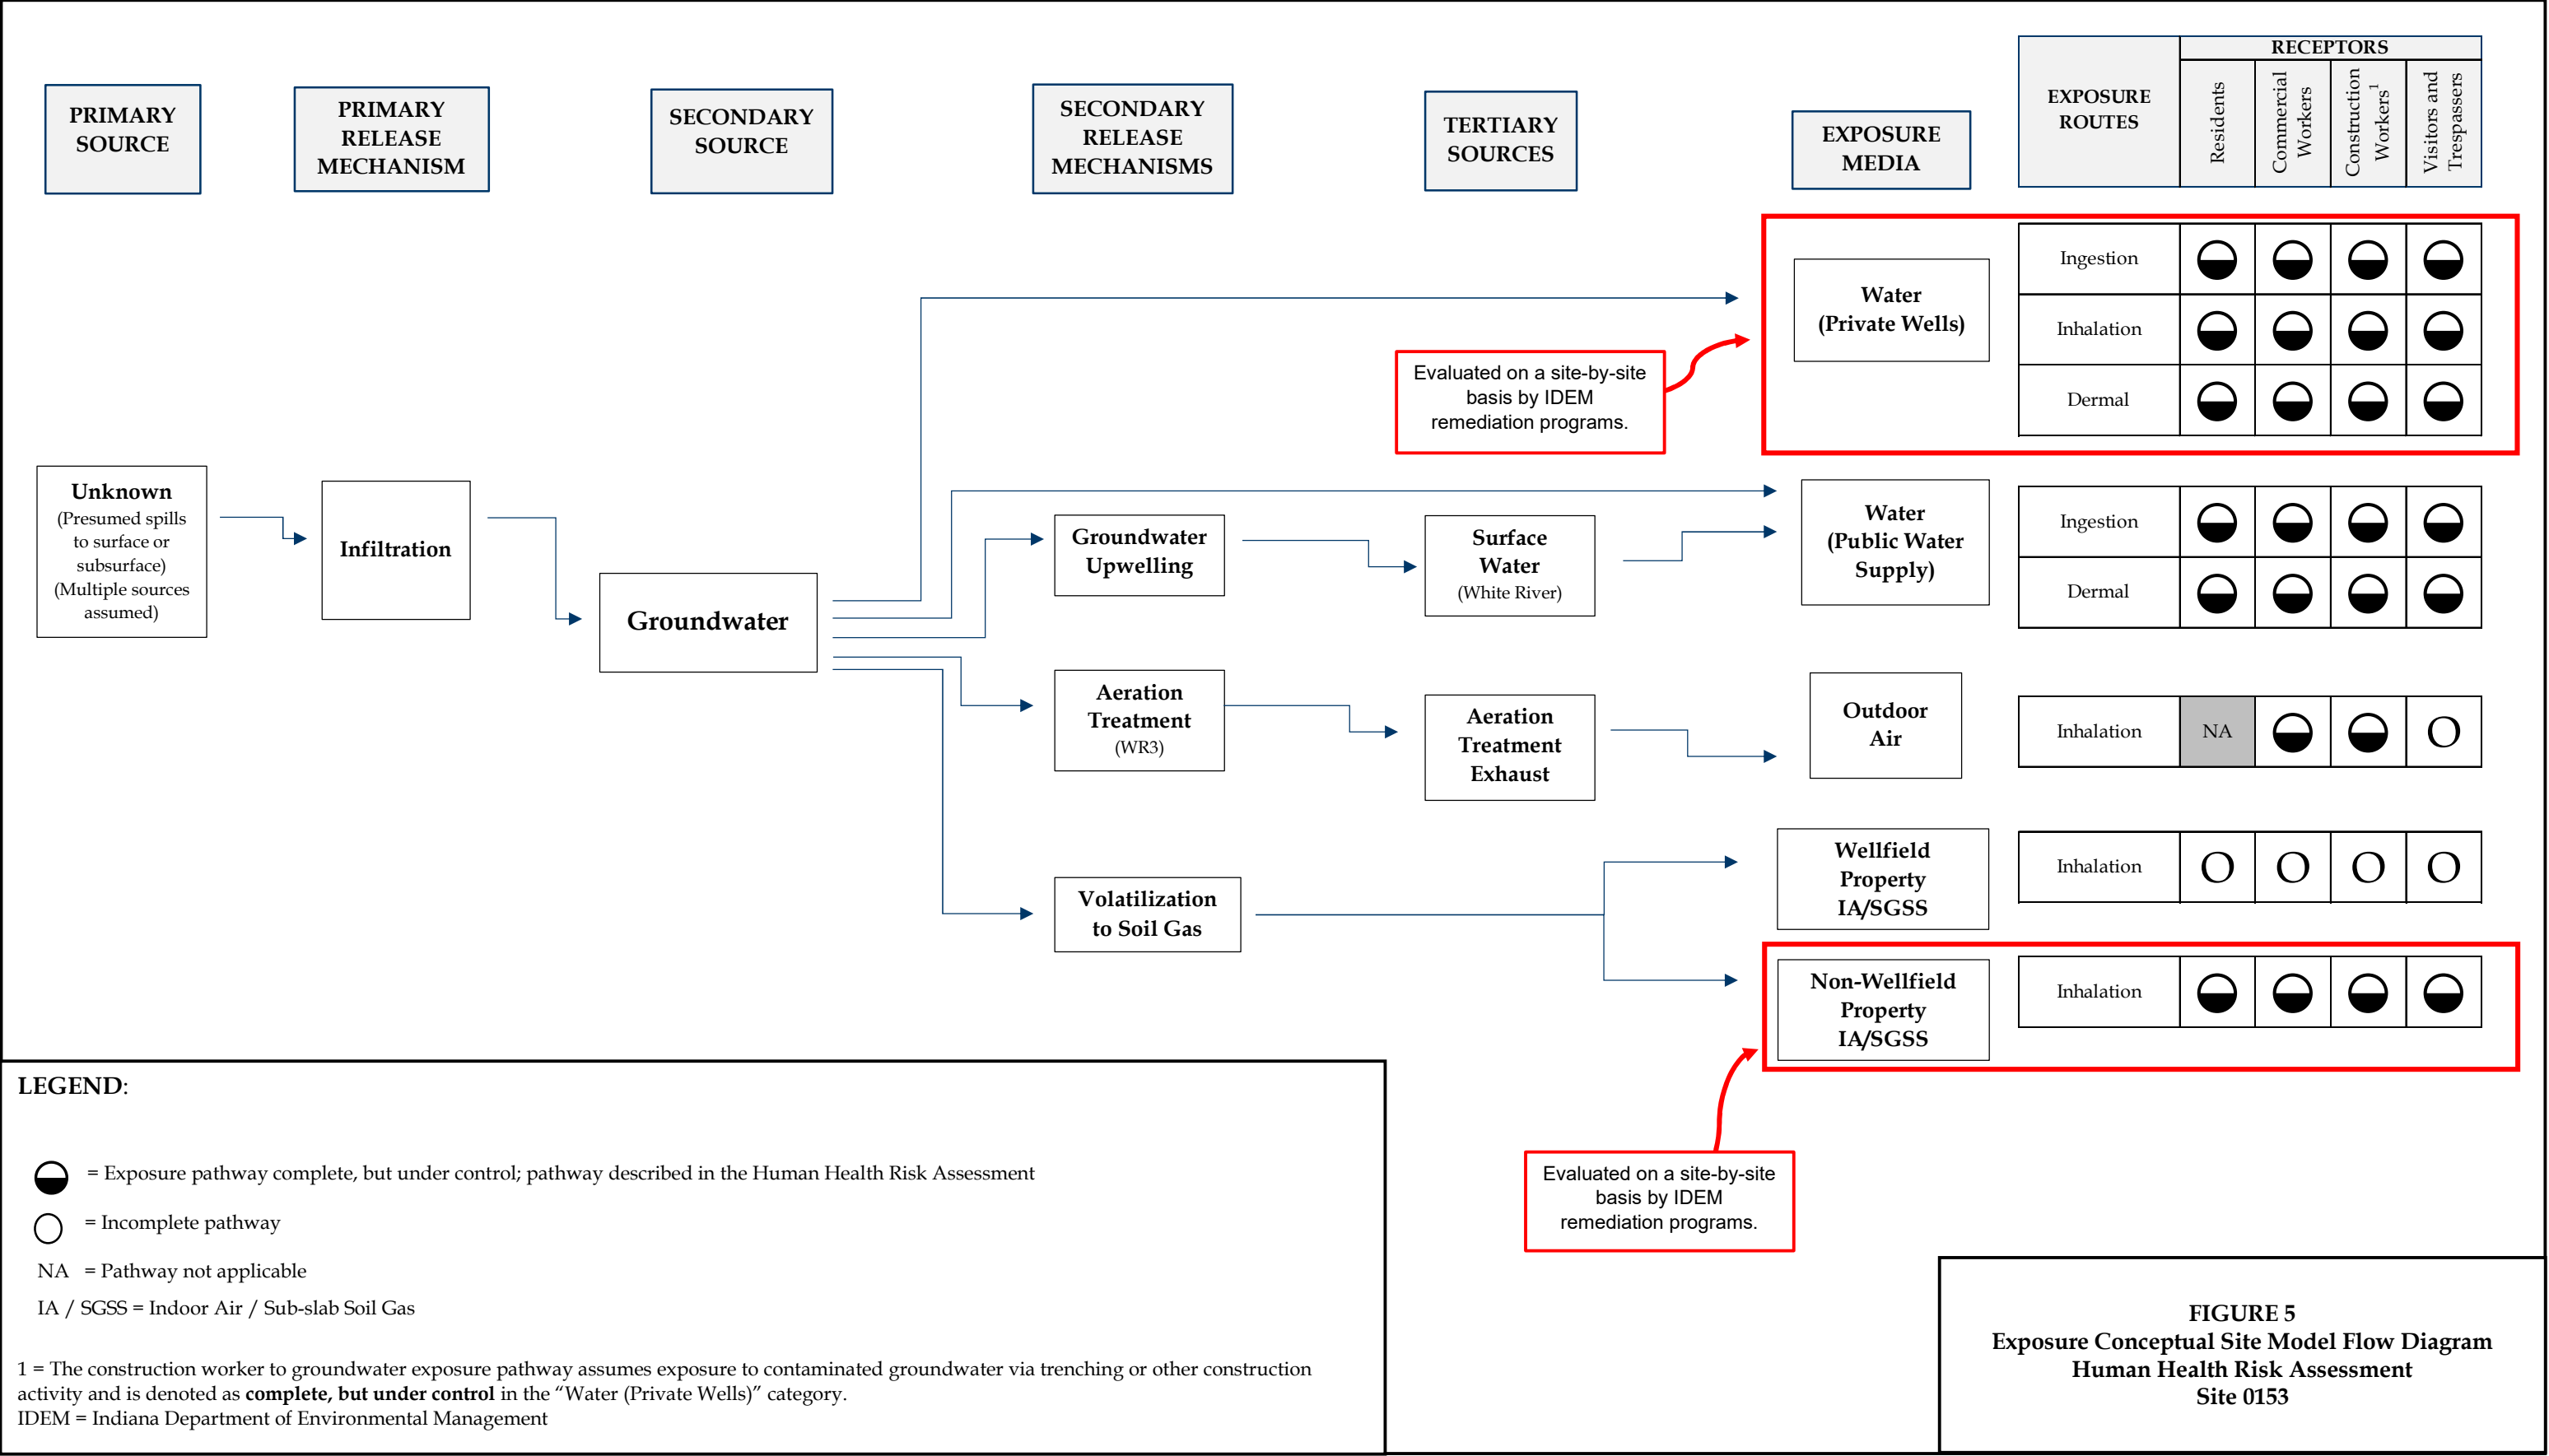 PRIMARY
SOURCE
PRIMARY
RELEASE
MECHANISM
SECONDARY
SOURCE
SECONDARY
RELEASE
MECHANISMS
TERTIARY
SOURCES
EXPOSURE
MEDIA
EXPOSURE
ROUTES
RECEPTORS
Residents
Commercial
Workers
Construction
Workers1
Visitors and
Trespassers
Water
(Private Wells)
Ingestion
Inhalation
Dermal
Evaluated on a site-by-site
basis by IDEM
remediation programs.
Unknown
(Presumed spills
to surface or
subsurface)
(Multiple sources
assumed)
Infiltration
Groundwater
Groundwater
Upwelling
Surface
Water
(White River)
Water
(Public Water
Supply)
Ingestion
Dermal
Aeration
Treatment
(WR3)
Aeration
Treatment
Exhaust
Outdoor
Air
Inhalation
NA
Volatilization
to Soil Gas
Wellfield
Property
IA/SGSS
Inhalation
Non-Wellfield
Property
IA/SGSS
Inhalation
Evaluated on a site-by-site
basis by IDEM
remediation programs.
LEGEND:
= Exposure pathway complete, but under control; pathway described in the Human Health Risk Assessment
= Incomplete pathway
NA = Pathway not applicable
IA / SGSS = Indoor Air / Sub-slab Soil Gas
1 = The construction worker to groundwater exposure pathway assumes exposure to contaminated groundwater via trenching or other construction
activity and is denoted as complete, but under control in the “Water (Private Wells)” category.
IDEM = Indiana Department of Environmental Management
FIGURE 5
Exposure Conceptual Site Model Flow Diagram
Human Health Risk Assessment
Site 0153